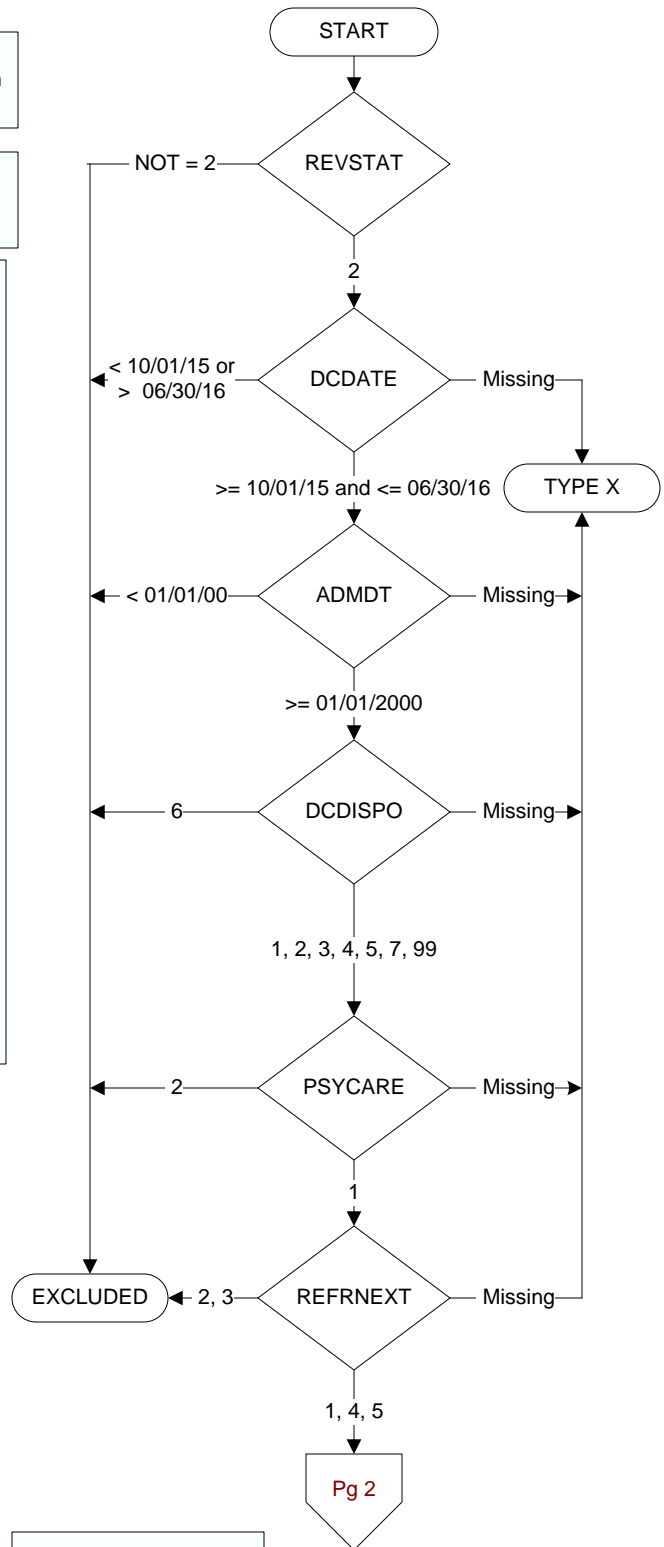 START
REVSTAT
NOT = 2
2
DCDATE
< 10/01/15 or
> 06/30/16
Missing
>= 10/01/15 and <= 06/30/16
TYPE X
ADMDT
< 01/01/00
Missing
>= 01/01/2000
DCDISPO
6
Missing
1, 2, 3, 4, 5, 7, 99
PSYCARE
2
Missing
1
REFRNEXT
EXCLUDED
2, 3
Missing
1, 4, 5
Pg 2